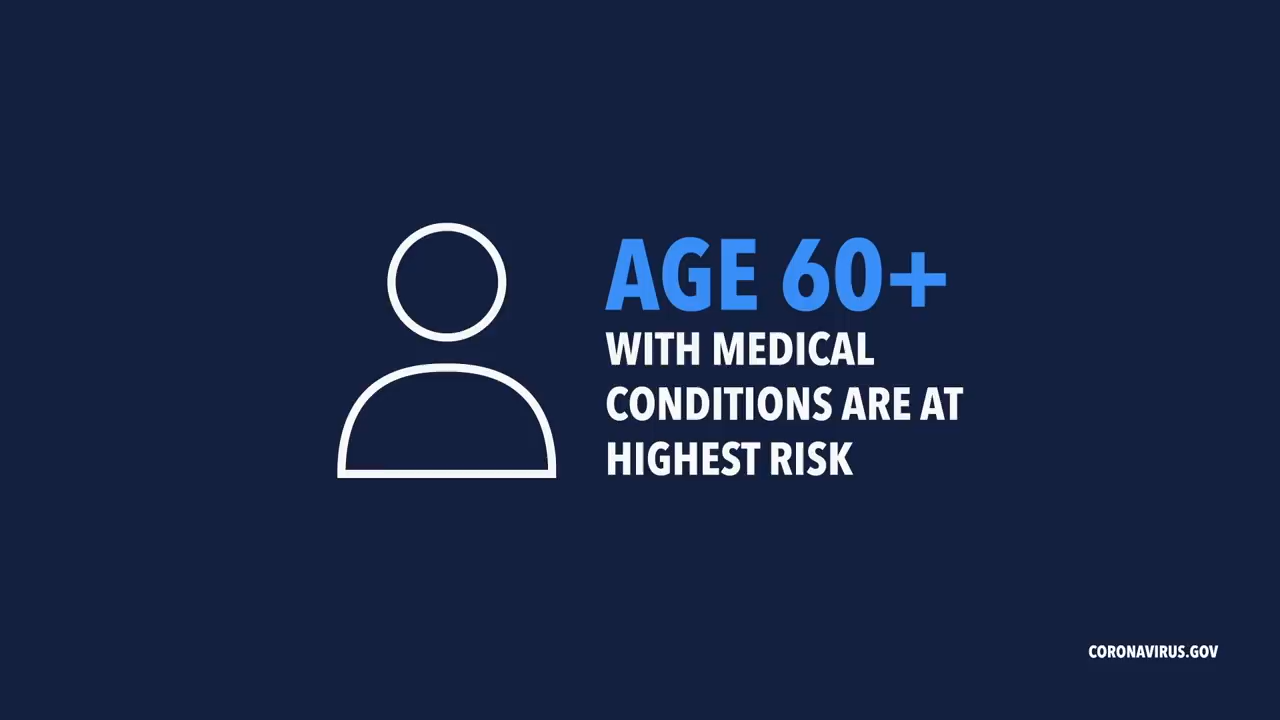 AGE 60+
WITH MEDICAL
CONDITIONS ARE AT
HIGHEST RISK
CORONAVIRUS.GOV